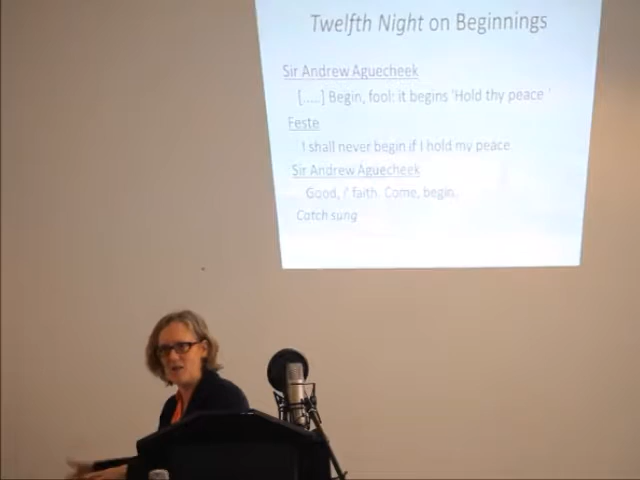 Twelfth Night on Beginnings
Sir Andrew Aguecheek
[.....] Begin, fool: it begins 'Hold thy peace '
Feste
I shall never begin if I hold my peace
Sir Andrew Aguecheek
Good, i' faith. Come, begin.
Catch sung